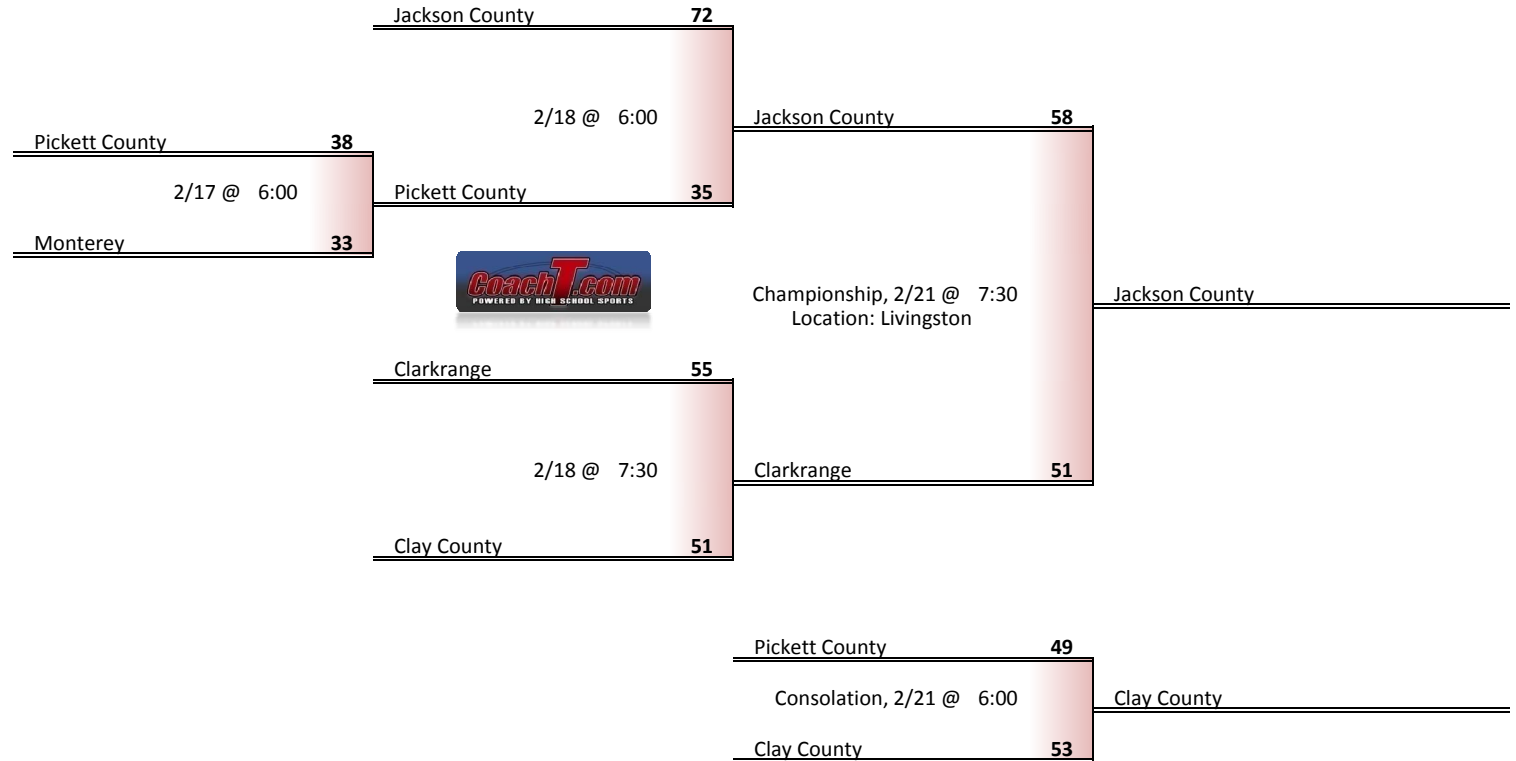 Jackson County 72
2/18 @ 6:00
Jackson County 58
Pickett County 38
2/17 @ 6:00
Pickett County 35
Monterey 33
CoachT.com
POWERED BY HIGH SCHOOL SPORTS
Championship, 2/21 @ 7:30
Location: Livingston
Jackson County
Clarkrange 55
2/18 @ 7:30
Clarkrange 51
Clay County 51
Pickett County 49
Consolation, 2/21 @ 6:00
Clay County
Clay County 53